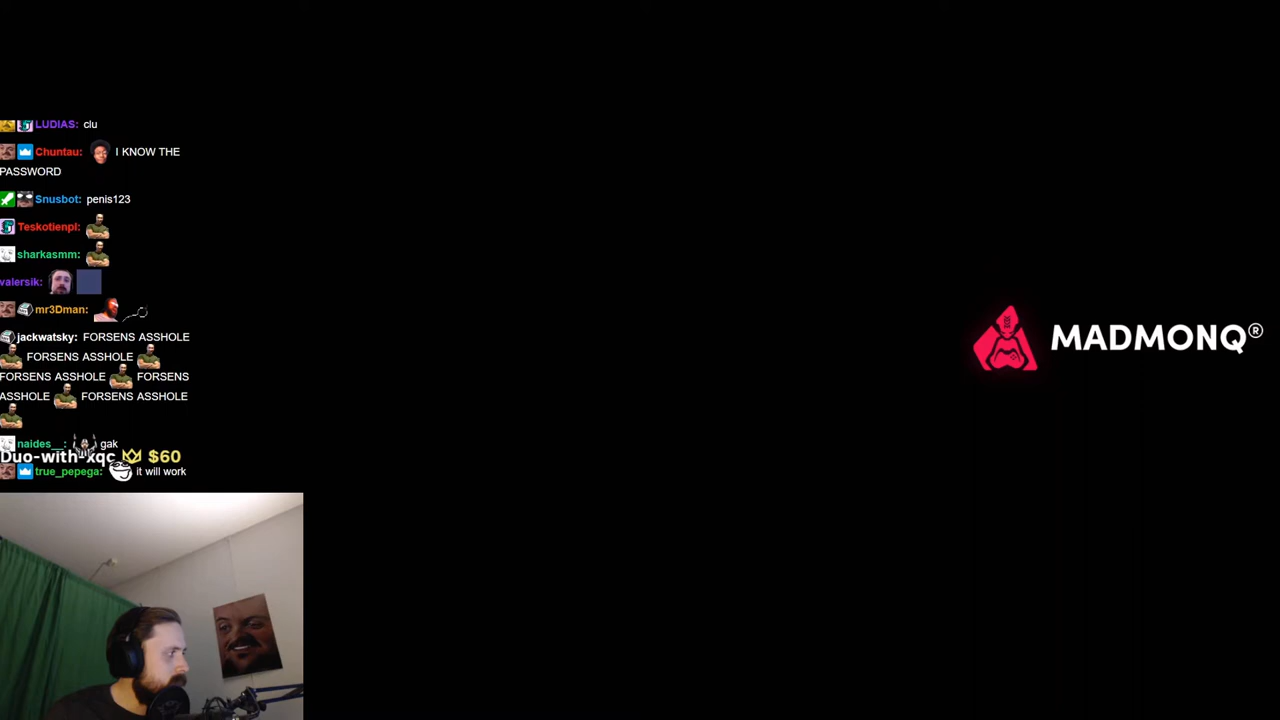 LUDIAS: clu
Chuntau: I KNOW THE
PASSWORD
Snusbot: penis123
Teskotienpl:
sharkasmm:
valersik:
mr3Dman:
jackwatsky: FORSENS ASSHOLE
FORSENS ASSHOLE
FORSENS ASSHOLE FORSENS
ASSHOLE FORSENS ASSHOLE
naides__: gak
Duo-with-xqc $60
true_pepega: it will work
MADMONQ®